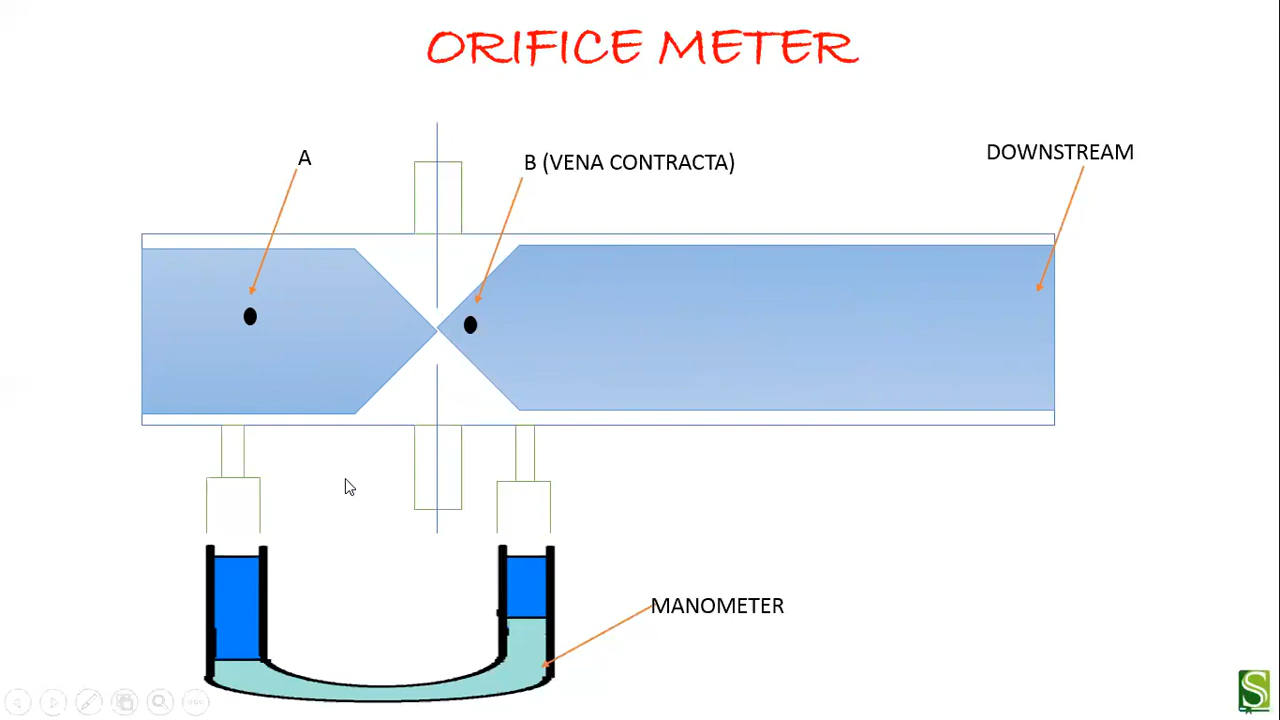 ORIFICE METER
A
B (VENA CONTRACTA)
DOWNSTREAM
MANOMETER
S